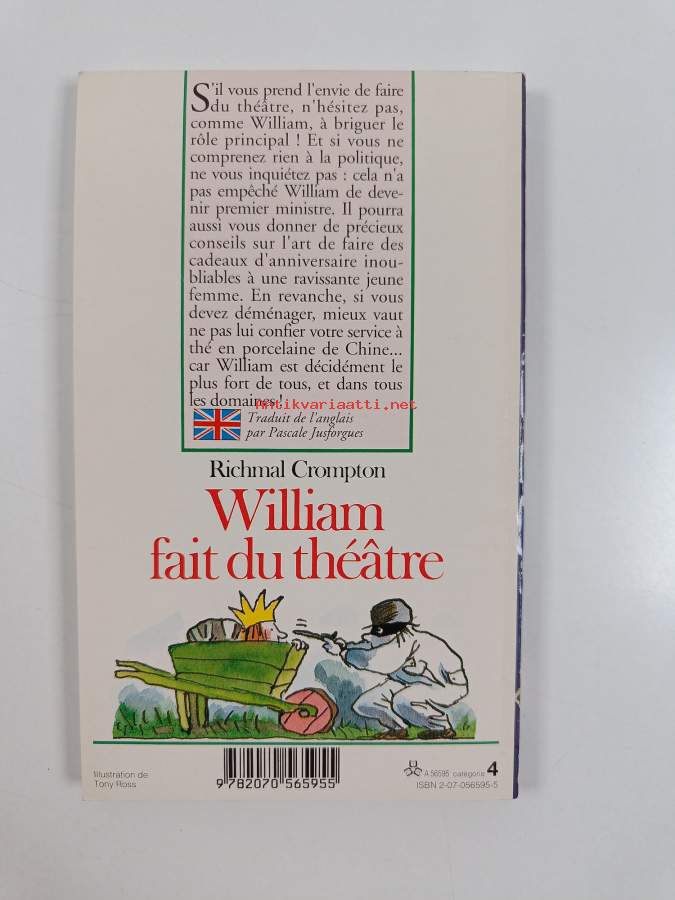 S'il vous prend l'envie de faire
du théâtre, n'hésitez pas,
comme William, à briguer le
rôle principal ! Et si vous ne
comprenez rien à la politique,
ne vous inquiétez pas : cela n'a
pas empêché William de deve-
nir premier ministre. Il pourra
aussi vous donner de précieux
conseils sur l'art de faire des
cadeaux d'anniversaire inou-
bliables à une ravissante jeune
femme. En revanche, si vous
devez déménager, mieux vaut
ne pas lui confier votre service à
thé en porcelaine de Chine...
car William est décidément le
plus fort de tous, et dans tous
les domaines !
Antikvariaatti.net
Traduit de l'anglais
par Pascale Jusforgues
Richmal Crompton
William
fait du théâtre
Illustration de
Tony Ross
9 782070 565955
A 56595 catégorie 4
ISBN 2-07-056595-5